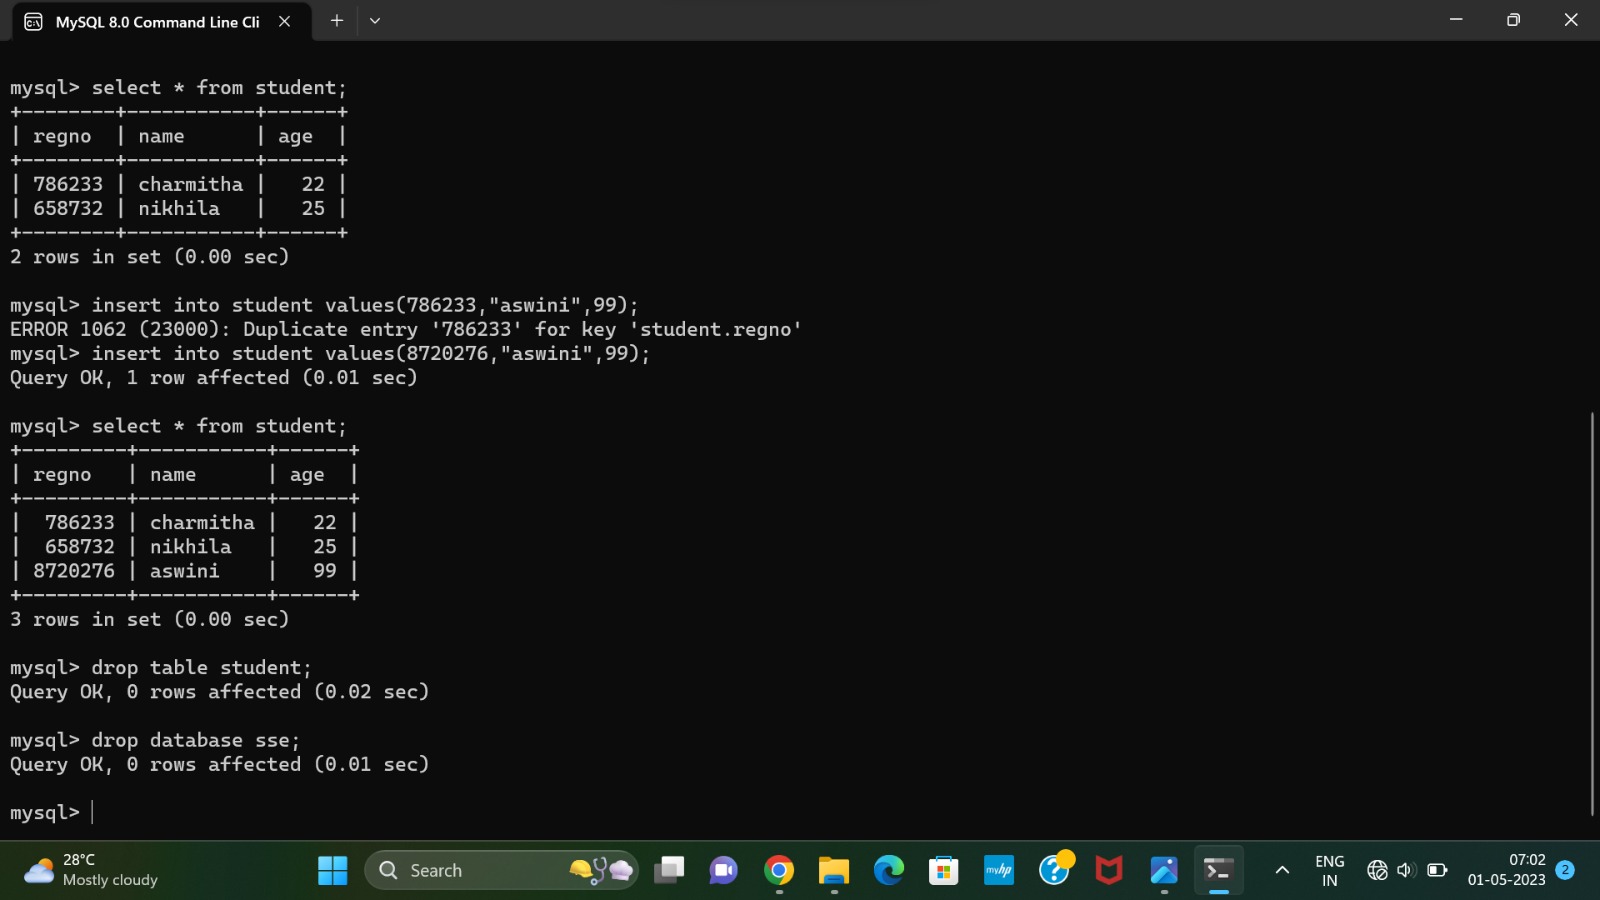 MySQL 8.0 Command Line Cli
mysql> select * from student;
+--------+-----------+------+
| regno  | name      | age  |
+--------+-----------+------+
| 786233 | charmitha |   22 |
| 658732 | nikhila   |   25 |
+--------+-----------+------+
2 rows in set (0.00 sec)
mysql> insert into student values(786233,"aswini",99);
ERROR 1062 (23000): Duplicate entry '786233' for key 'student.regno'
mysql> insert into student values(8720276,"aswini",99);
Query OK, 1 row affected (0.01 sec)
mysql> select * from student;
+---------+-----------+------+
| regno   | name      | age  |
+---------+-----------+------+
|  786233 | charmitha |   22 |
|  658732 | nikhila   |   25 |
| 8720276 | aswini    |   99 |
+---------+-----------+------+
3 rows in set (0.00 sec)
mysql> drop table student;
Query OK, 0 rows affected (0.02 sec)
mysql> drop database sse;
Query OK, 0 rows affected (0.01 sec)
mysql>
28°C
Mostly cloudy
Search
myhp
ENG
IN
07:02
01-05-2023
2